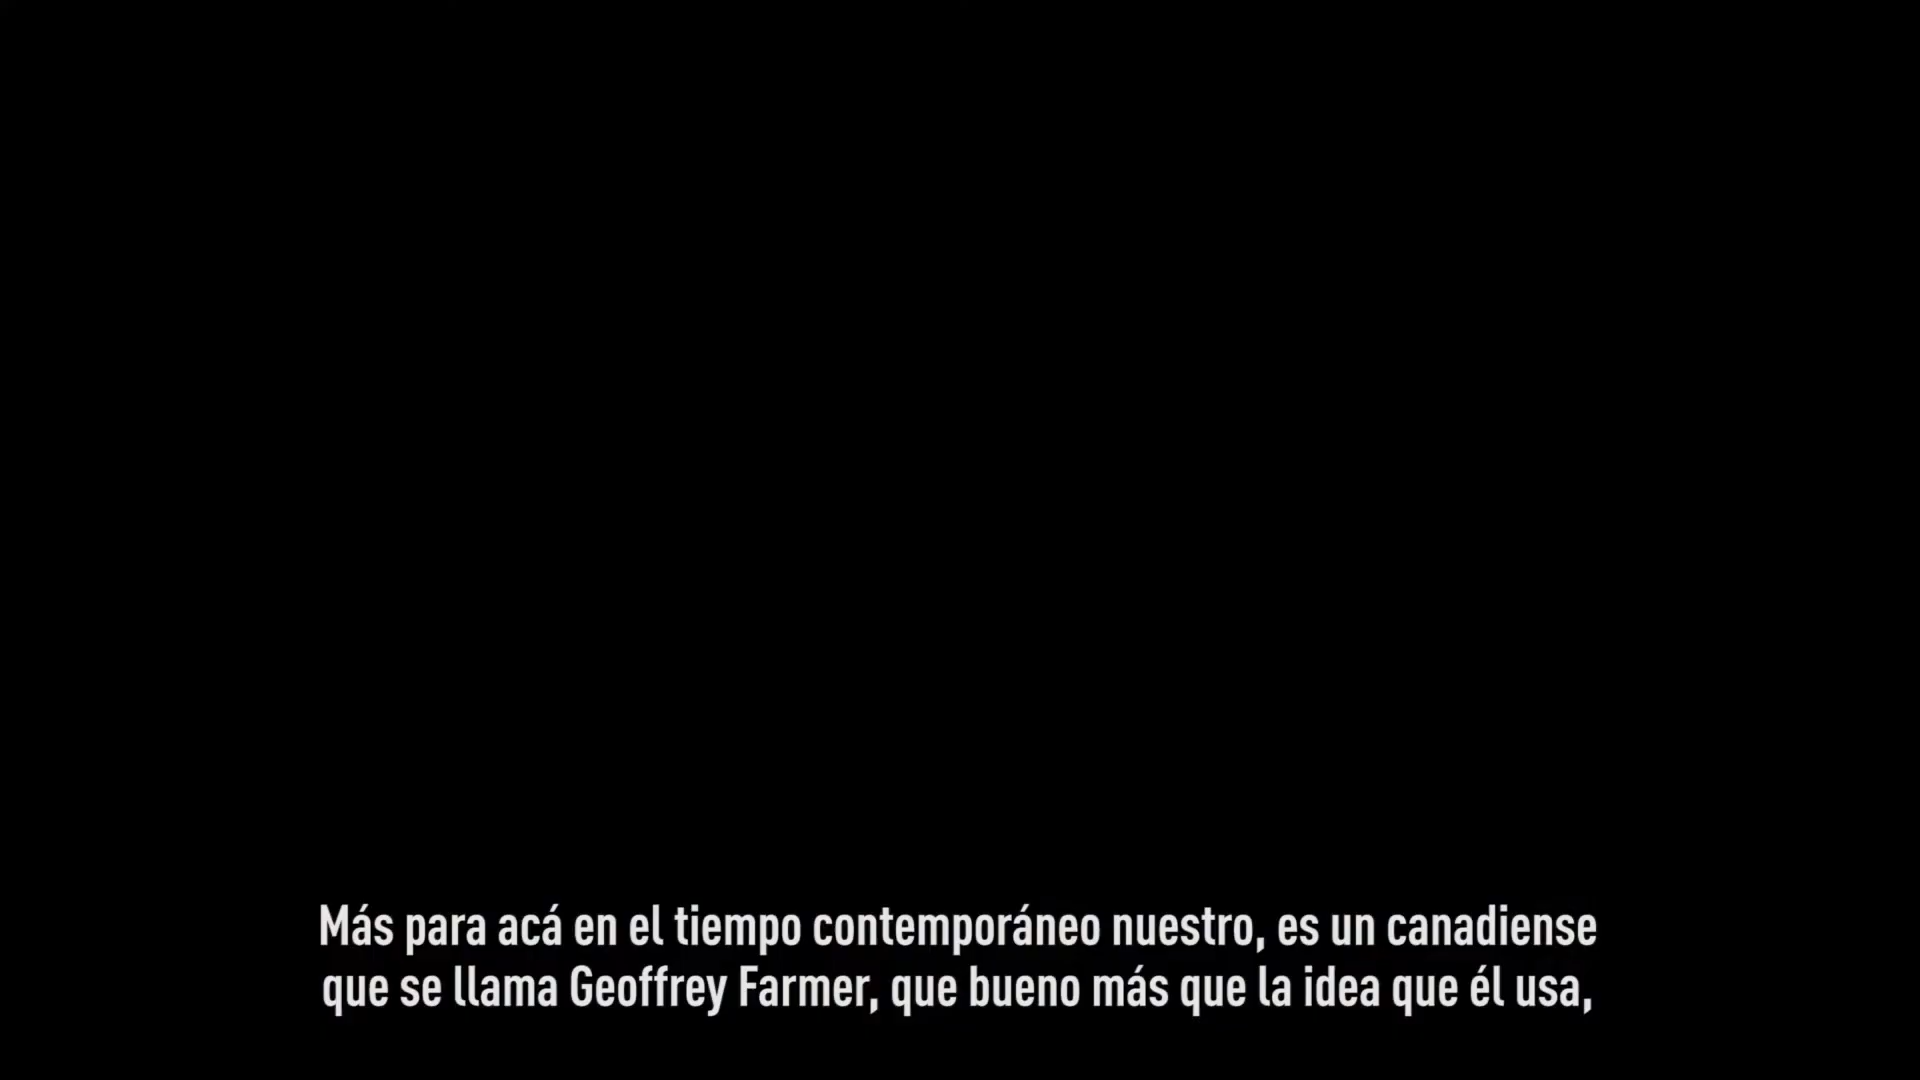 Más para acá en el tiempo contemporáneo nuestro, es un canadiense
que se llama Geoffrey Farmer, que bueno más que la idea que él usa,